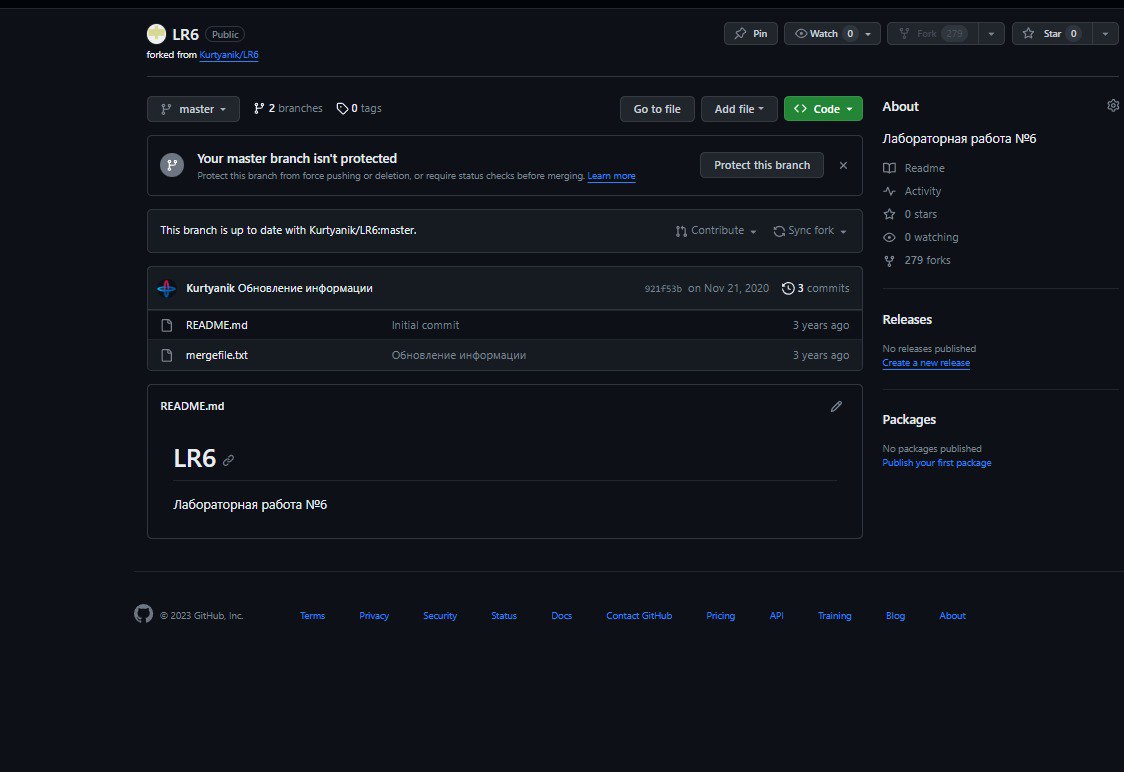 LR6 Public
Pin Watch 0 Fork 279 Star 0
forked from Kurtyanik/LR6
master 2 branches 0 tags Go to file Add file Code
Your master branch isn't protected
Protect this branch from force pushing or deletion, or require status checks before merging. Learn more
Protect this branch
This branch is up to date with Kurtyanik/LR6:master. Contribute Sync fork
Kurtyanik Обновление информации 921f53b on Nov 21, 2020 3 commits
README.md Initial commit 3 years ago
mergefile.txt Обновление информации 3 years ago
README.md
LR6
Лабораторная работа №6
About
Лабораторная работа №6
Readme
Activity
0 stars
0 watching
279 forks
Releases
No releases published
Create a new release
Packages
No packages published
Publish your first package
© 2023 GitHub, Inc. Terms Privacy Security Status Docs Contact GitHub Pricing API Training Blog About